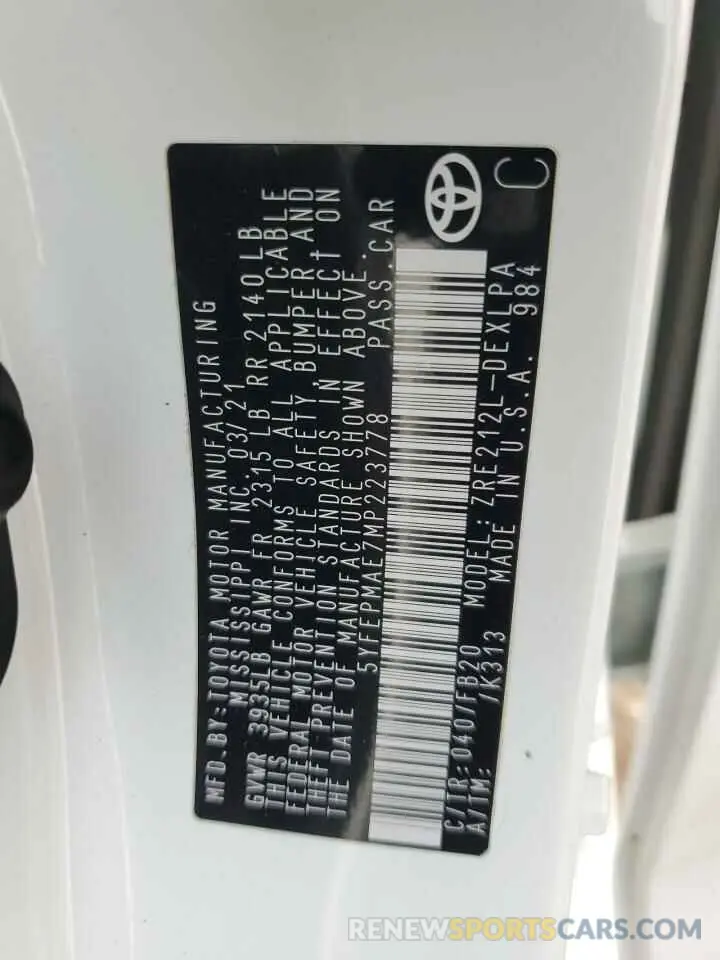 MFD. BY: TOYOTA MOTOR MANUFACTURING
MISSISSIPPI INC. 03/21
GVWR 3935LB GAWR FR 2315 LB RR 2140 LB
THIS VEHICLE CONFORMS TO ALL APPLICABLE
FEDERAL MOTOR VEHICLE SAFETY, BUMPER AND
THEFT PREVENTION STANDARDS IN EFFECT ON
THE DATE OF MANUFACTURE SHOWN ABOVE.
5YFEPMAE7MP223778 PASS. CAR
C/TR: 040/FB20 MODEL: ZRE212L-DEXLPA
A/TM: /K313 MADE IN U.S.A. 984
C
RENEWSPORTSCARS.COM